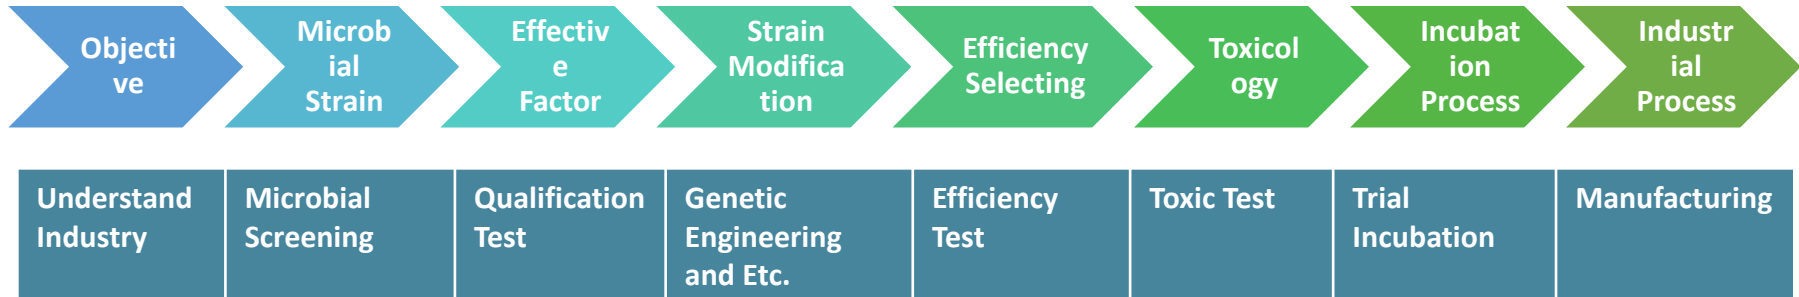 Objecti
ve
Microb
ial
Strain
Effectiv
e
Factor
Strain
Modifica
tion
Efficiency
Selecting
Toxicol
ogy
Incubat
ion
Process
Industr
ial
Process
Understand
Industry
Microbial
Screening
Qualification
Test
Genetic
Engineering
and Etc.
Efficiency
Test
Toxic Test
Trial
Incubation
Manufacturing